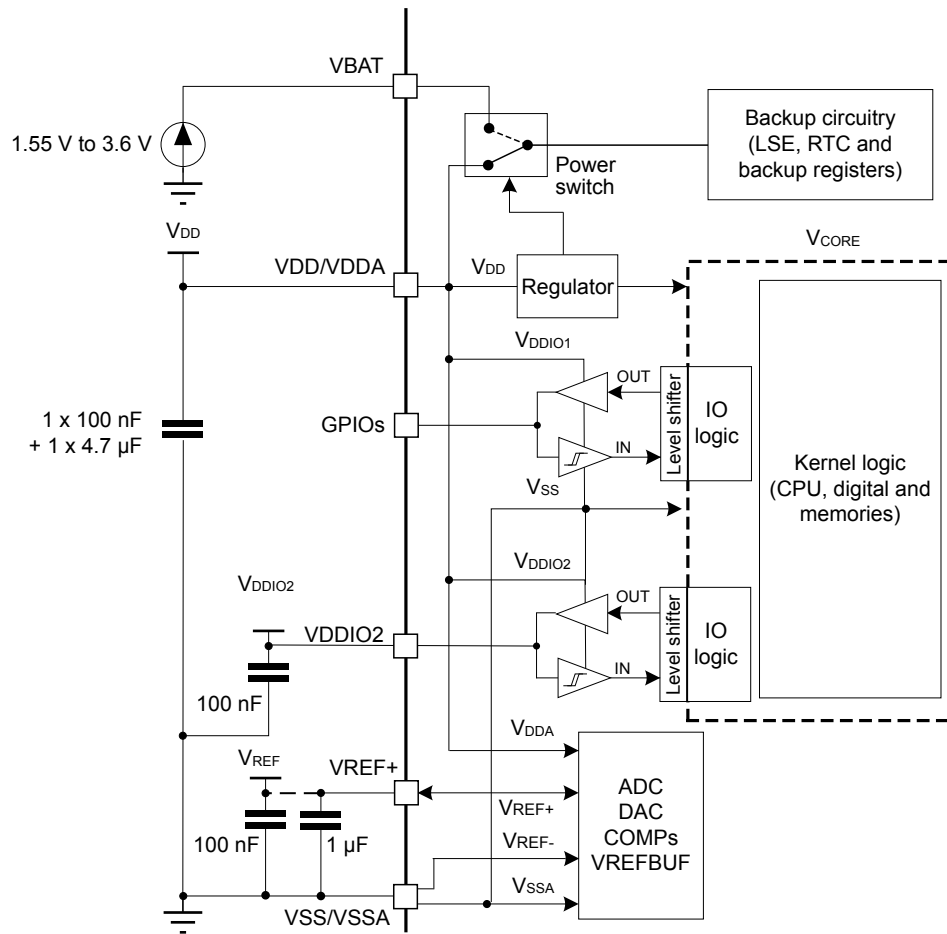 VBAT
1.55 V to 3.6 V
Power
switch
Backup circuitry
(LSE, RTC and
backup registers)
VDD
VDD/VDDA
VDD
Regulator
VCORE
VDDIO1
OUT
Level shifter
IO
logic
1 x 100 nF
+ 1 x 4.7 µF
GPIOs
IN
VSS
Kernel logic
(CPU, digital and
memories)
VDDIO2
VDDIO2
OUT
Level shifter
IO
logic
VDDIO2
IN
100 nF
VDDA
VREF
VREF+
VREF+
ADC
DAC
COMPs
VREFBUF
100 nF
1 µF
VREF-
VSSA
VSS/VSSA